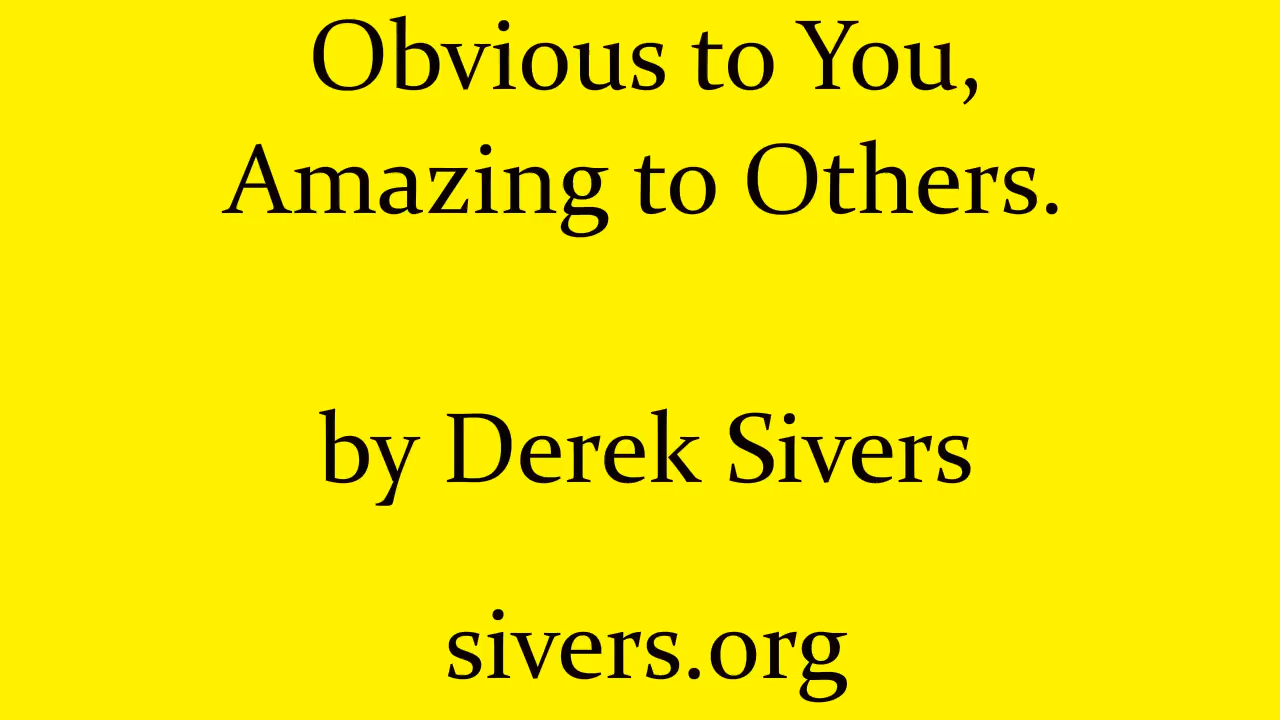 Obvious to You,
Amazing to Others.
by Derek Sivers
sivers.org